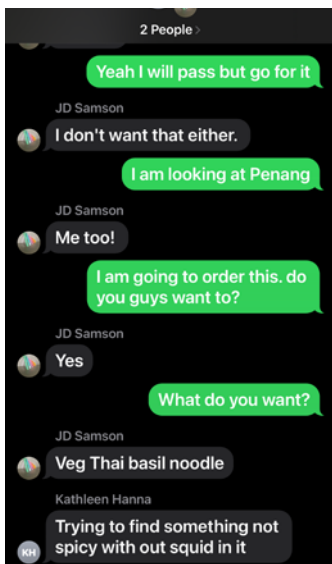 2 People >
Yeah I will pass but go for it
JD Samson
I don't want that either.
I am looking at Penang
JD Samson
Me too!
I am going to order this. do
you guys want to?
JD Samson
Yes
What do you want?
JD Samson
Veg Thai basil noodle
Kathleen Hanna
Trying to find something not
spicy with out squid in it
KH